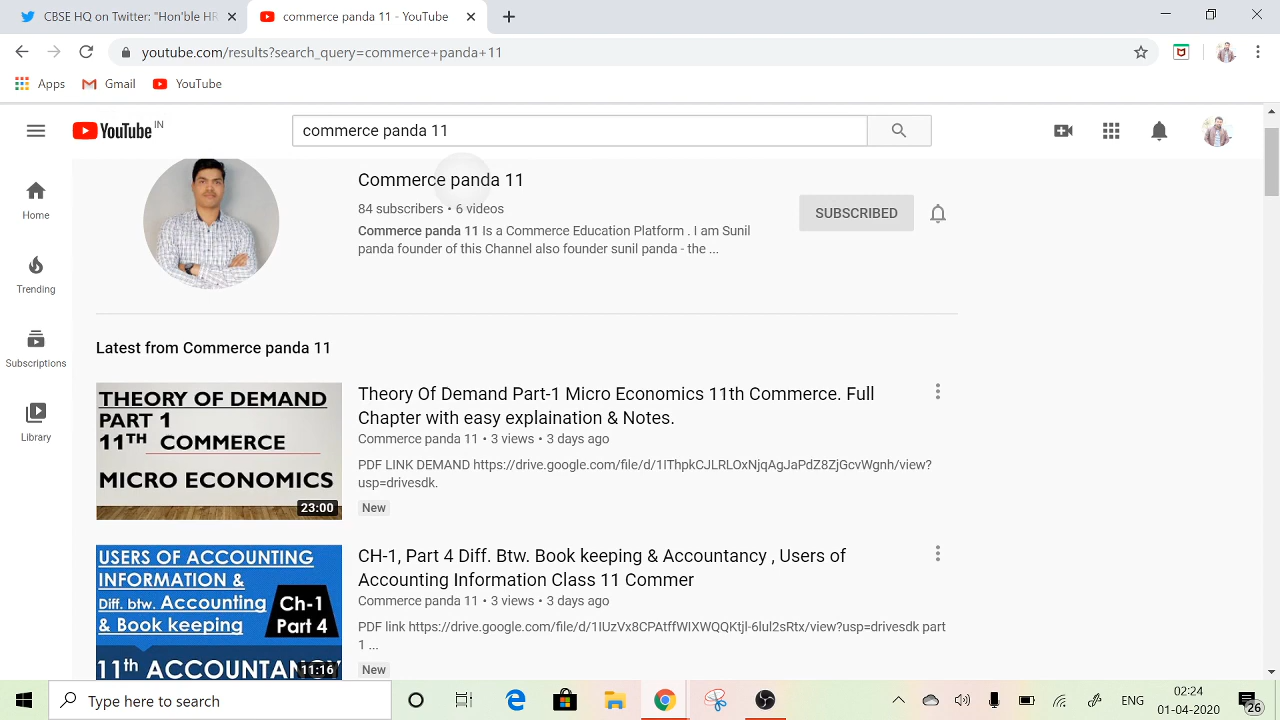 CBSE HQ on Twitter: "Hon'ble HR
commerce panda 11 - YouTube
youtube.com/results?search_query=commerce+panda+11
Apps
Gmail
YouTube
YouTube IN
commerce panda 11
Home
Trending
Subscriptions
Library
Commerce panda 11
84 subscribers • 6 videos
Commerce panda 11 Is a Commerce Education Platform . I am Sunil
panda founder of this Channel also founder sunil panda - the ...
SUBSCRIBED
Latest from Commerce panda 11
THEORY OF DEMAND
PART 1
11TH COMMERCE
MICRO ECONOMICS
23:00
Theory Of Demand Part-1 Micro Economics 11th Commerce. Full
Chapter with easy explaination & Notes.
Commerce panda 11 • 3 views • 3 days ago
PDF LINK DEMAND https://drive.google.com/file/d/1IThpkCJLRLOxNjqAgJaPdZ8ZjGcvWgnh/view?
usp=drivesdk.
New
USERS OF ACCOUNTING
INFORMATION &
Diff. btw. Accounting
& Book keeping
Ch-1
Part 4
11th ACCOUNTANCY
11:16
CH-1, Part 4 Diff. Btw. Book keeping & Accountancy , Users of
Accounting Information Class 11 Commer
Commerce panda 11 • 3 views • 3 days ago
PDF link https://drive.google.com/file/d/1IUzVx8CPAtffWIXWQQKtjl-6lul2sRtx/view?usp=drivesdk part
1 ...
New
Type here to search
ENG
02:24
01-04-2020
26